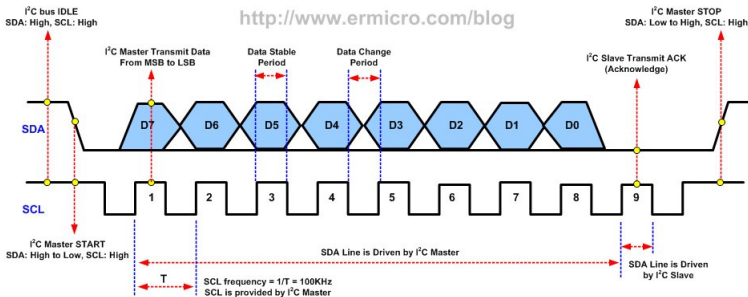 http://www.ermicro.com/blog
I²C bus IDLE
SDA: High, SCL: High
I²C Master STOP
SDA: Low to High, SCL: High
I²C Master Transmit Data
From MSB to LSB
Data Stable
Period
Data Change
Period
I²C Slave Transmit ACK
(Acknowledge)
SDA
D7 D6 D5 D4 D3 D2 D1 D0
SCL
1 2 3 4 5 6 7 8 9
I²C Master START
SDA: High to Low, SCL: High
SDA Line is Driven by I²C Master
SDA Line is Driven
by I²C Slave
T
SCL frequency = 1/T = 100KHz
SCL is provided by I²C Master